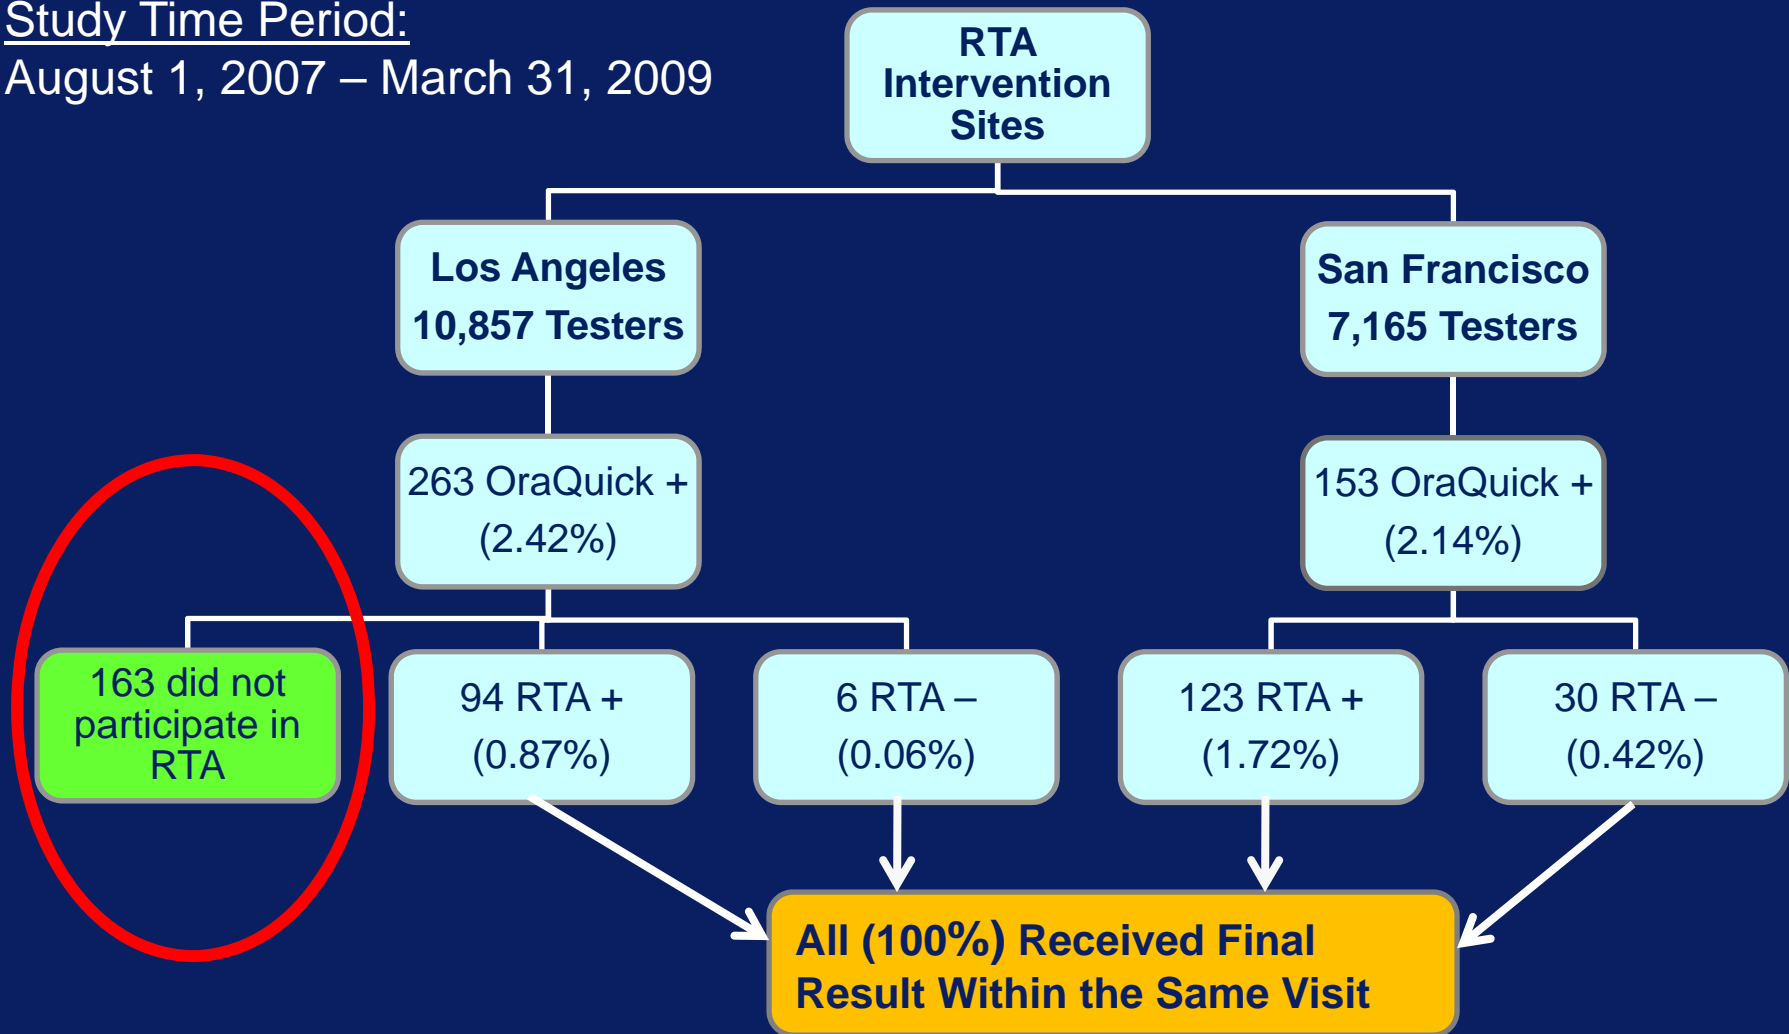 Study Time Period:
August 1, 2007 – March 31, 2009
RTA
Intervention
Sites
Los Angeles
10,857 Testers
San Francisco
7,165 Testers
263 OraQuick +
(2.42%)
153 OraQuick +
(2.14%)
163 did not
participate in
RTA
94 RTA +
(0.87%)
6 RTA –
(0.06%)
123 RTA +
(1.72%)
30 RTA –
(0.42%)
All (100%) Received Final
Result Within the Same Visit